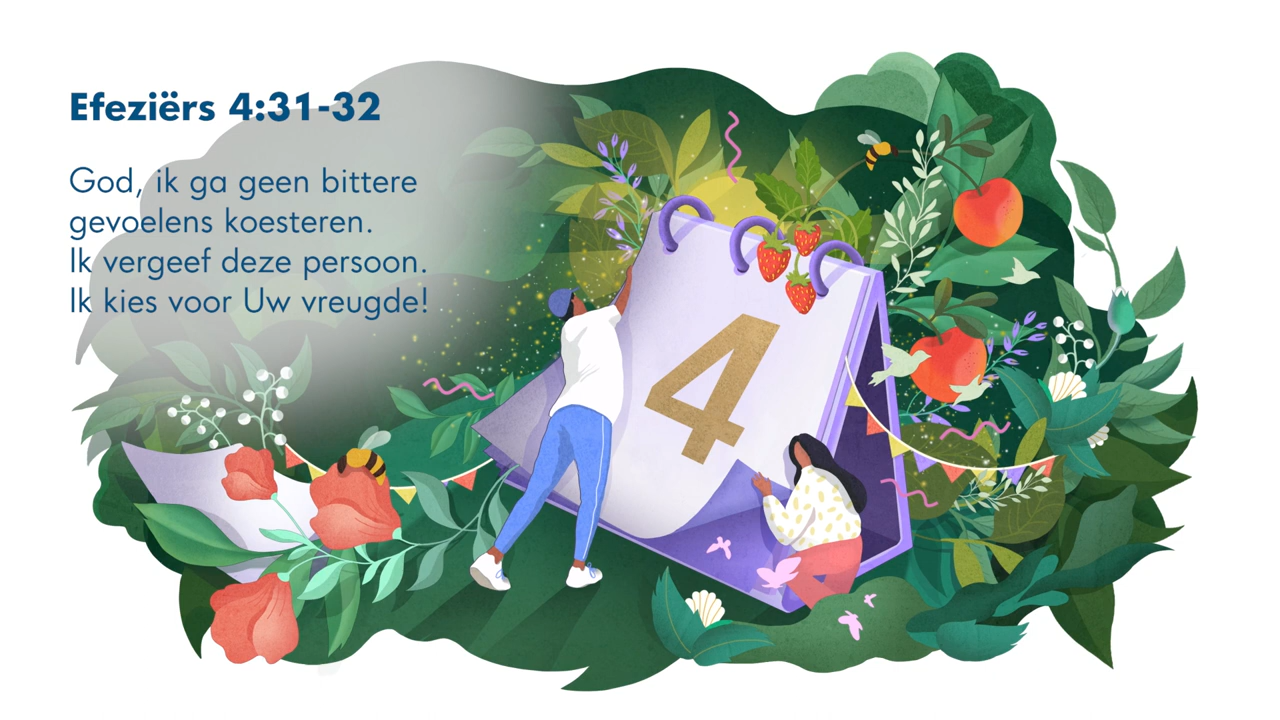 Efeziërs 4:31-32
God, ik ga geen bittere
gevoelens koesteren.
Ik vergeef deze persoon.
Ik kies voor Uw vreugde!
4